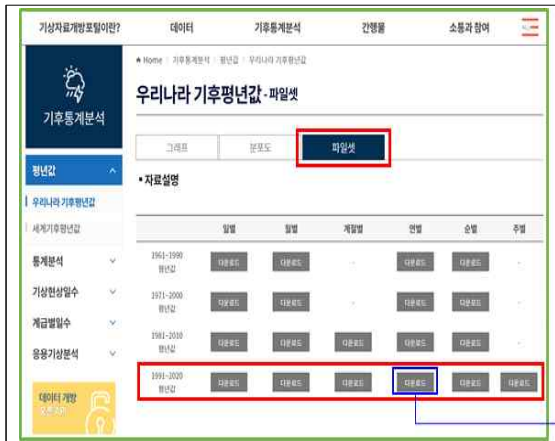 기상자료개방포털이란? 데이터 기후통계분석 간행물 소통과 참여
Home 기후통계분석 평년값 우리나라 기후평년값
기후통계분석
우리나라 기후평년값 - 파일셋
그래프 분포도 파일셋
평년값
• 자료설명
우리나라 기후평년값
세계기후평년값
통계분석
기상현상일수
계급별일수
응용기상분석
일별 월별 계절별 연별 순별 주별
1961~1990 평년값 다운로드 다운로드 - 다운로드 다운로드 -
1971~2000 평년값 다운로드 다운로드 - 다운로드 다운로드 -
1981~2010 평년값 다운로드 다운로드 다운로드 다운로드 다운로드 -
1991~2020 평년값 다운로드 다운로드 다운로드 다운로드 다운로드 다운로드
데이터 개방